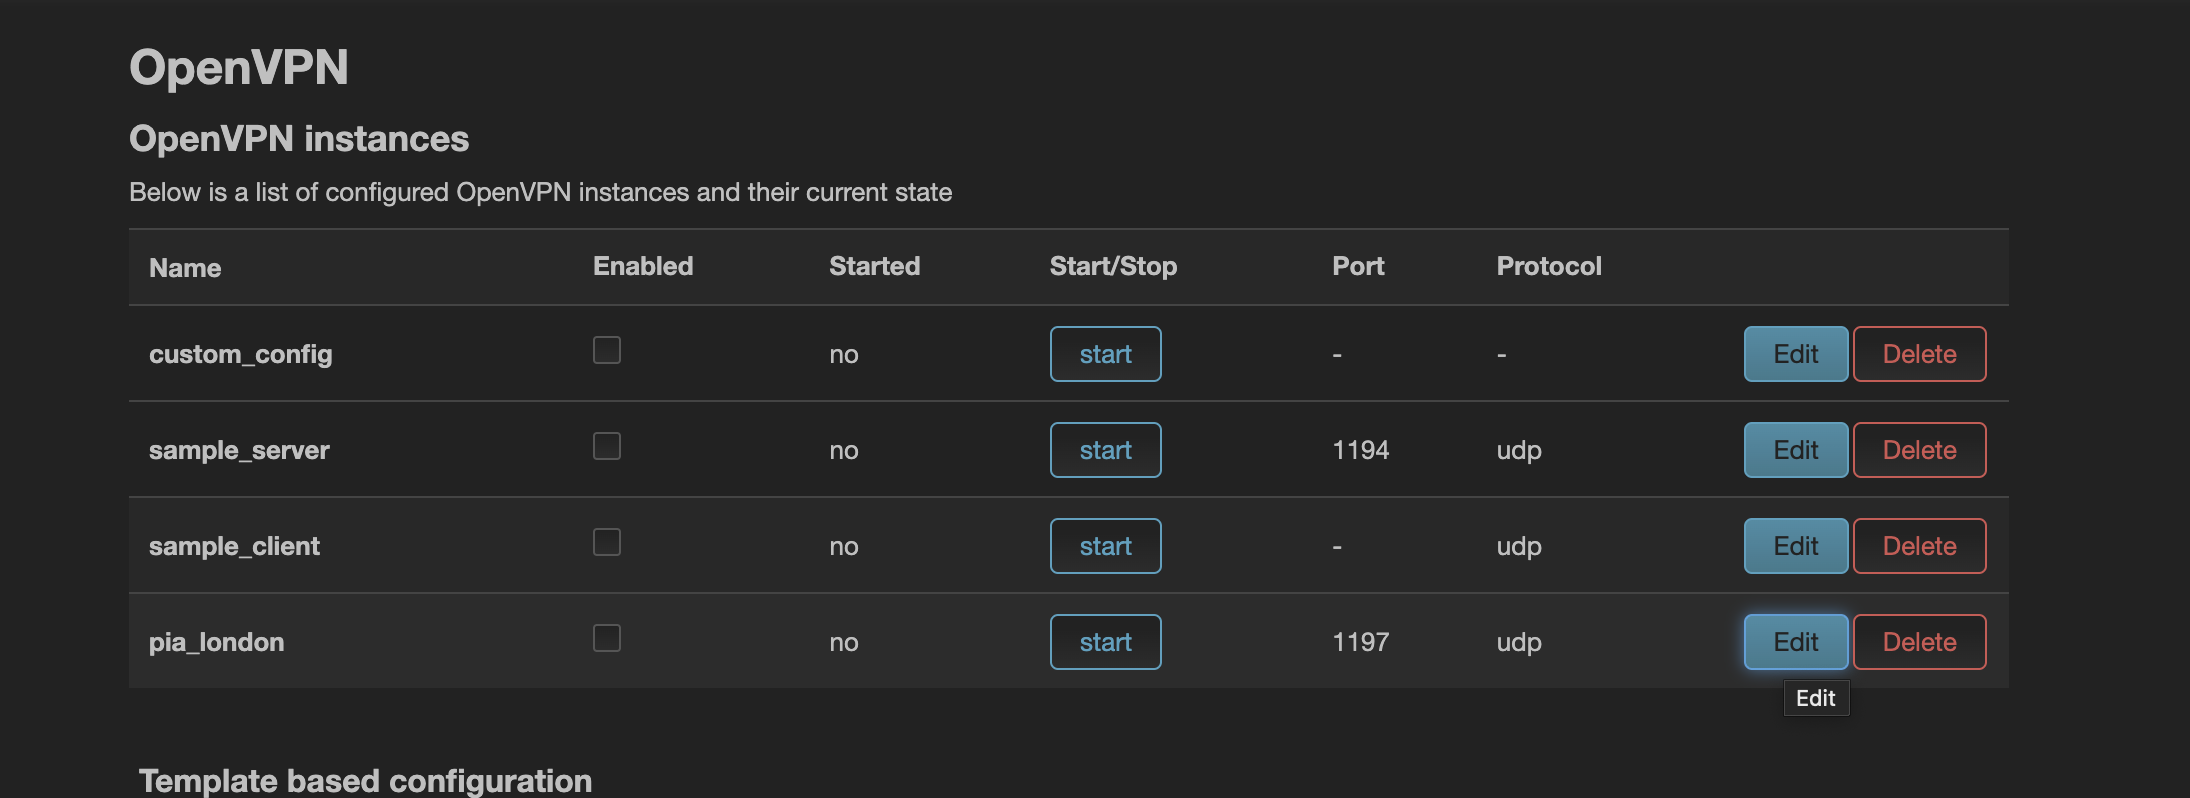 OpenVPN
OpenVPN instances
Below is a list of configured OpenVPN instances and their current state
Name Enabled Started Start/Stop Port Protocol
custom_config no start - - Edit Delete
sample_server no start 1194 udp Edit Delete
sample_client no start - udp Edit Delete
pia_london no start 1197 udp Edit Delete
Edit
Template based configuration